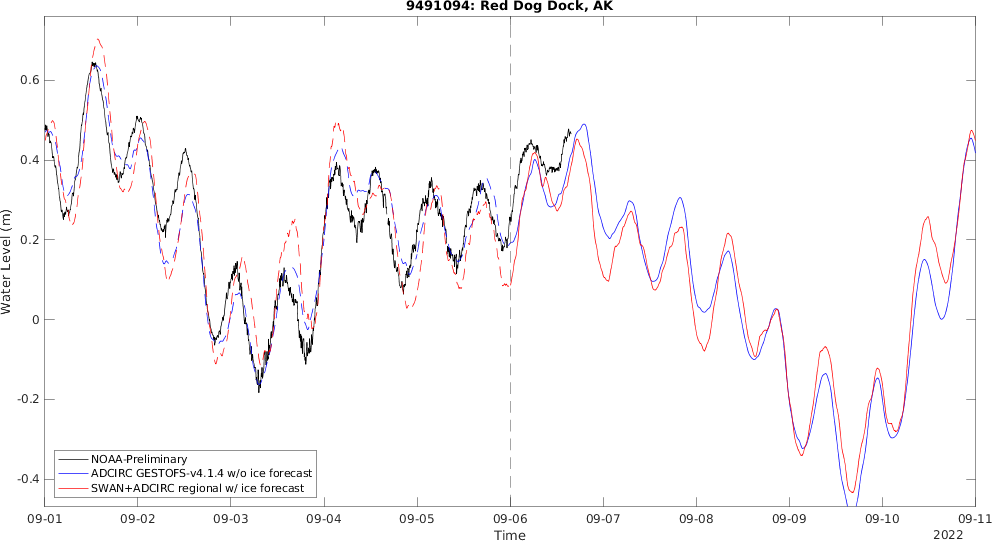 9491094: Red Dog Dock, AK
Water Level (m)
0.6
0.4
0.2
0
-0.2
-0.4
NOAA-Preliminary
ADCIRC GESTOFS-v4.1.4 w/o ice forecast
SWAN+ADCIRC regional w/ ice forecast
09-01 09-02 09-03 09-04 09-05 09-06 09-07 09-08 09-09 09-10 09-11
Time
2022